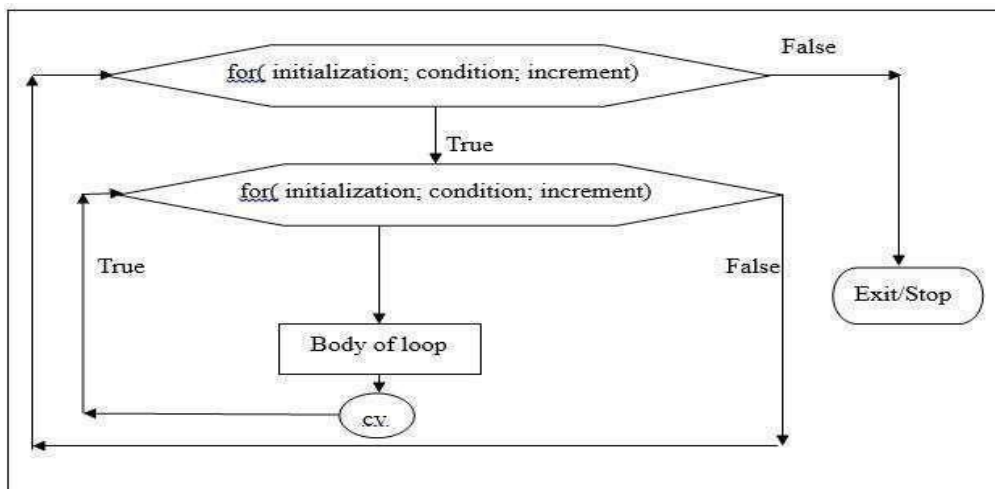 False
for( initialization; condition; increment)
True
for( initialization; condition; increment)
True
False
Exit/Stop
Body of loop
c.v.